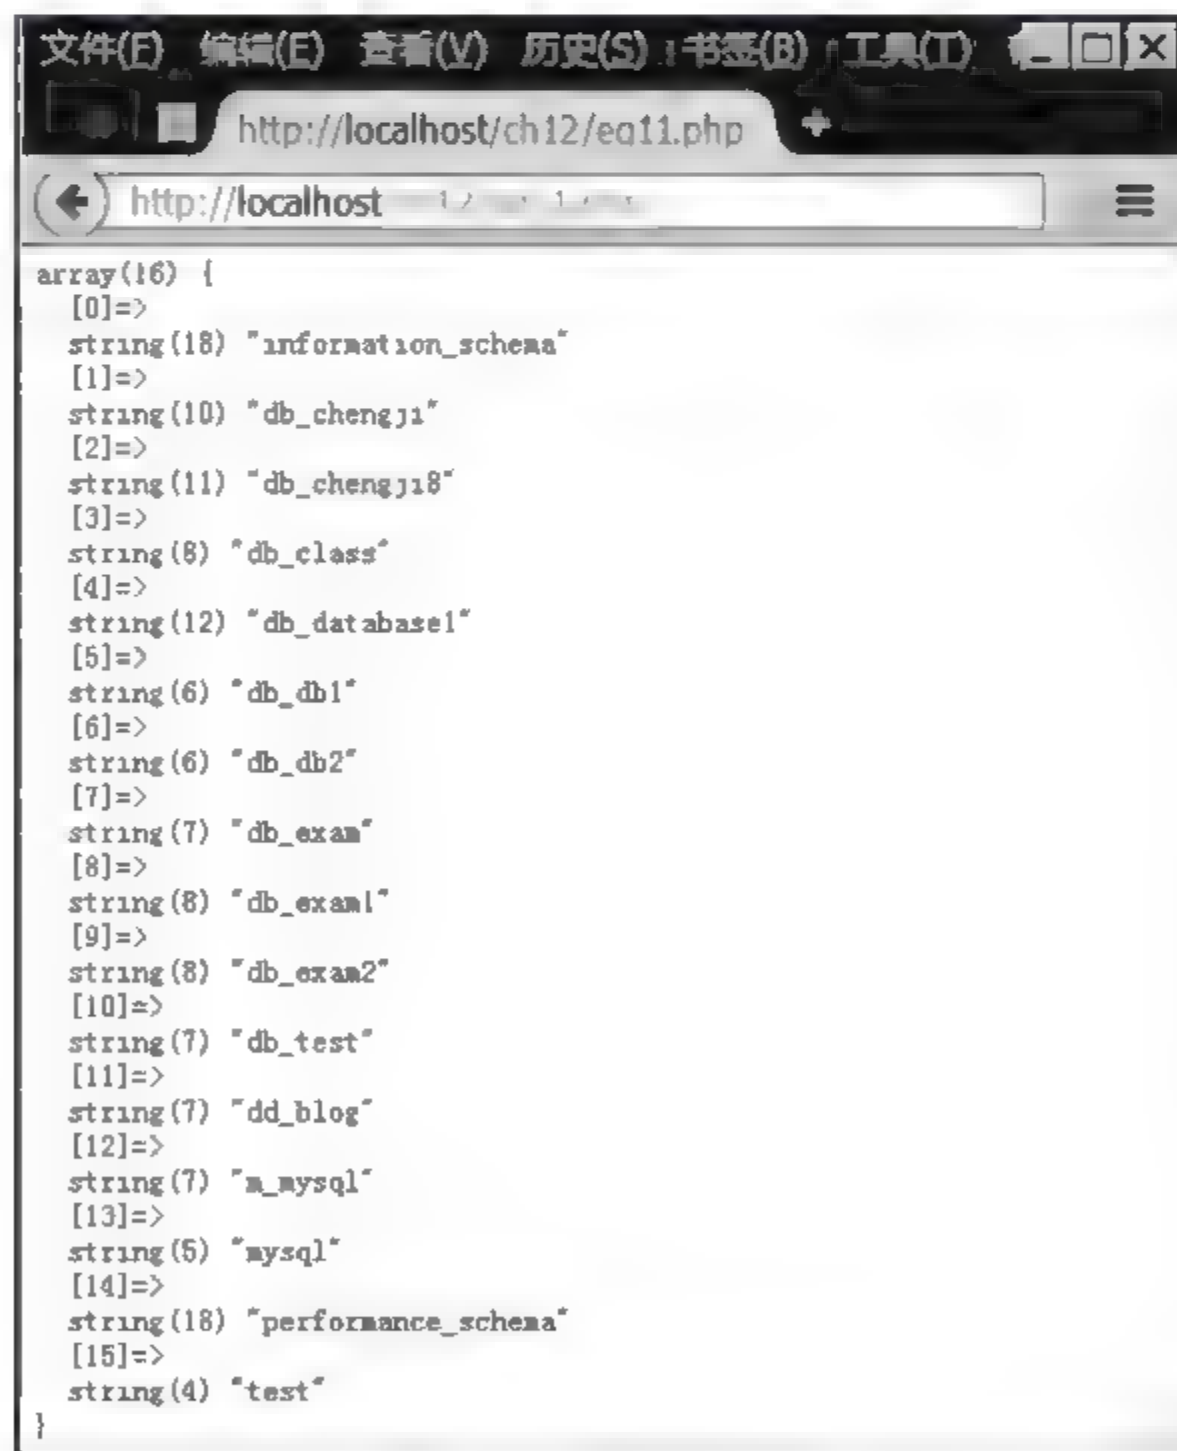 文件(F) 编辑(E) 查看(V) 历史(S) 书签(B) 工具(T)
http://localhost/ch12/eg11.php
http://localhost
array(16) {
[0]=>
string(18) "information_schema"
[1]=>
string(10) "db_chengji"
[2]=>
string(11) "db_chengji8"
[3]=>
string(8) "db_class"
[4]=>
string(12) "db_database1"
[5]=>
string(6) "db_db1"
[6]=>
string(6) "db_db2"
[7]=>
string(7) "db_exam"
[8]=>
string(8) "db_exam1"
[9]=>
string(8) "db_exam2"
[10]=>
string(7) "db_test"
[11]=>
string(7) "dd_blog"
[12]=>
string(7) "m_mysql"
[13]=>
string(5) "mysql"
[14]=>
string(18) "performance_schema"
[15]=>
string(4) "test"
}